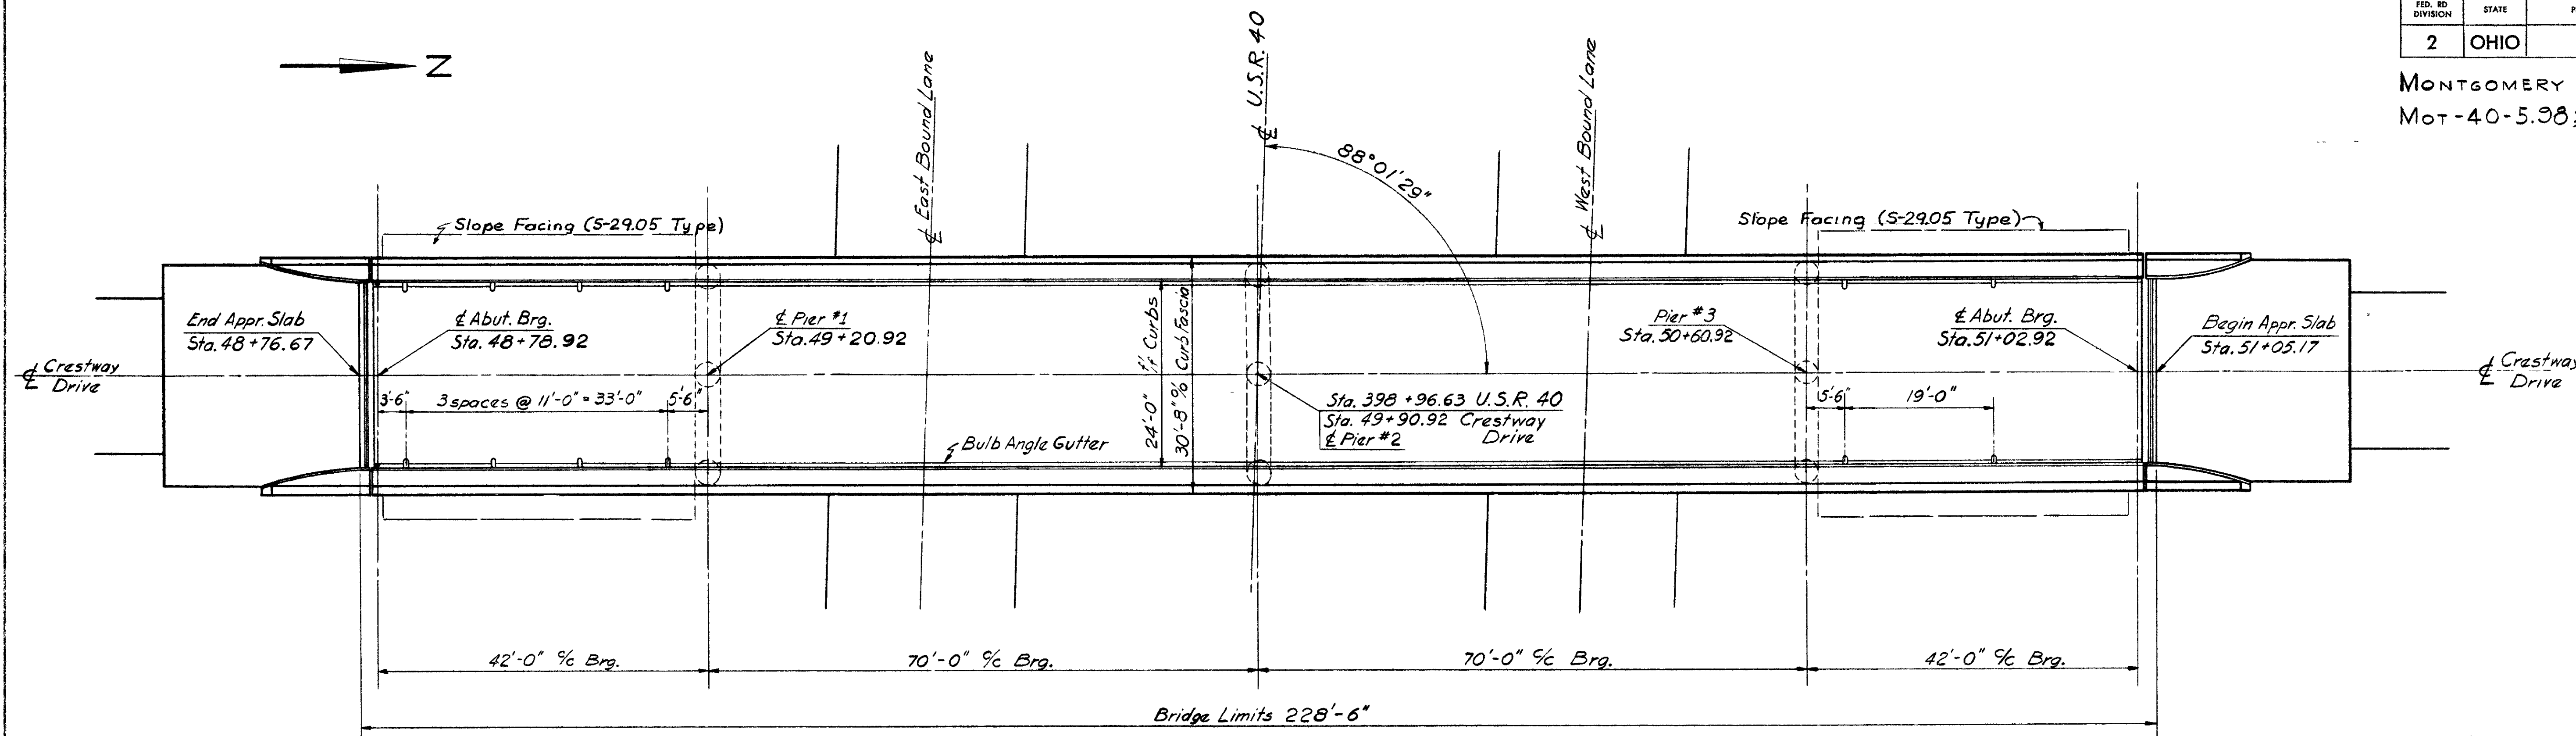 FED. RD DIVISION
STATE
P
2
OHIO
MONTGOMERY
MOT-40-5.98
N
℄ East Bound Lane
℄ U.S.R. 40
℄ West Bound Lane
88°01'29"
Slope Facing (S-29.05 Type)
Slope Facing (S-29.05 Type)
End Appr. Slab
Sta. 48+76.67
℄ Abut. Brg.
Sta. 48+78.92
℄ Pier #1
Sta. 49+20.92
24'-0" f/f Curbs
30'-8" o/o Curb Fascia
Pier #3
Sta. 50+60.92
℄ Abut. Brg.
Sta. 51+02.92
Begin Appr. Slab
Sta. 51+05.17
℄ Crestway
Drive
℄ Crestway
Drive
3'-6"
3 spaces @ 11'-0" = 33'-0"
5'-6"
Sta. 398+96.63 U.S.R. 40
Sta. 49+90.92 Crestway
℄ Pier #2 Drive
5'-6"
19'-0"
Bulb Angle Gutter
42'-0" c/c Brg.
70'-0" c/c Brg.
70'-0" c/c Brg.
42'-0" c/c Brg.
Bridge Limits 228'-6"